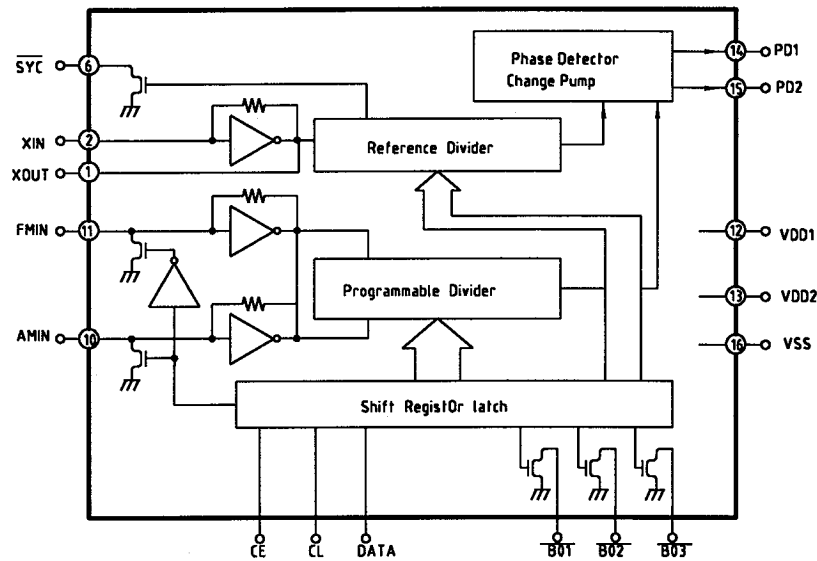 Phase Detector
Change Pump
14
PD1
15
PD2
SYC
6
XIN
2
XOUT
1
Reference Divider
FMIN
11
12
VDD1
Programmable Divider
13
VDD2
AMIN
10
16
VSS
Shift RegistOr latch
CE
CL
DATA
B01
B02
B03